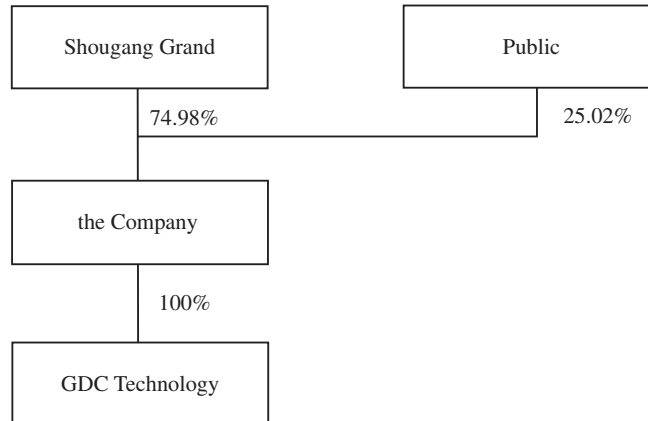 Shougang Grand
Public
74.98%
25.02%
the Company
100%
GDC Technology